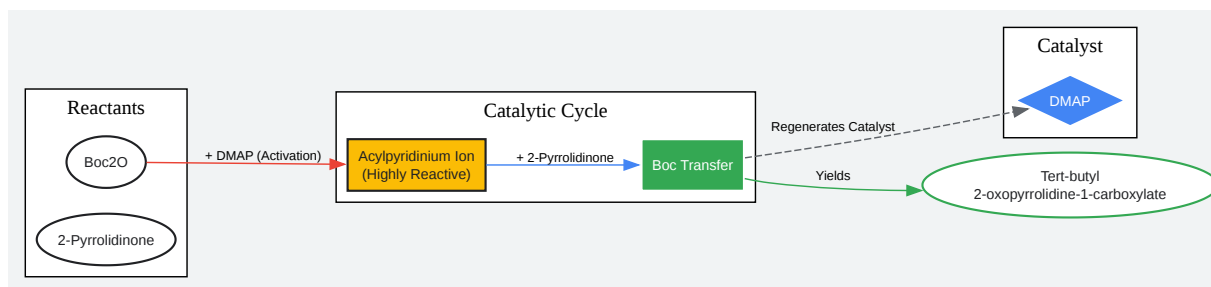 Reactants
Boc2O
2-Pyrrolidinone
+ DMAP (Activation)
Catalytic Cycle
Acylpyridinium Ion
(Highly Reactive)
+ 2-Pyrrolidinone
Boc Transfer
Regenerates Catalyst
Yields
Catalyst
DMAP
Tert-butyl
2-oxopyrrolidine-1-carboxylate